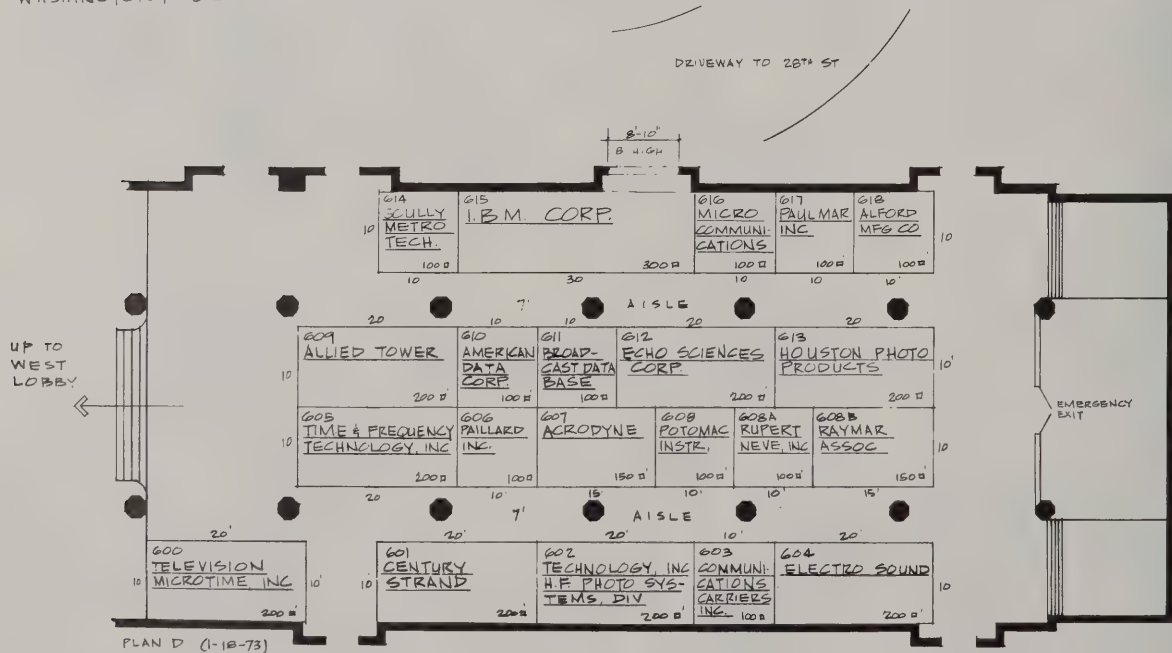 DRIVEWAY TO 28TH ST
8'-10"
8 HIGH
614
SCULLY
METRO
TECH.
100 □
10
10
615
I.B.M. CORP.
300 □
30
616
MICRO
COMMUNI-
CATIONS
100 □
10
617
PAULMAR
INC
100 □
10
618
ALFORD
MFG CO
100 □
10'
10
7' AISLE
20
609
ALLIED TOWER
200 □'
10
10
610
AMERICAN
DATA
CORP.
100 □'
10
611
BROAD-
CAST DATA
BASE
100 □'
20
612
ECHO SCIENCES
CORP.
200 □'
20
613
HOUSTON PHOTO
PRODUCTS
200 □'
10'
UP TO
WEST
LOBBY
EMERGENCY
EXIT
605
TIME & FREQUENCY
TECHNOLOGY, INC
200 □'
10
20
606
PAILLARD
INC.
100 □'
10
607
ACRODYNE
150 □'
15
608
POTOMAC
INSTR.
100 □'
10'
608A
RUPERT
NEVE, INC
100 □'
10'
608B
RAYMAR
ASSOC
150 □'
15'
10
7' AISLE
20'
600
TELEVISION
MICROTIME INC
200 □'
10
10'
20'
601
CENTURY
STRAND
200 □'
10'
20'
602
TECHNOLOGY, INC
H.F. PHOTO SYS-
TEMS, DIV
200 □'
10'
603
COMMUNI-
CATIONS
CARRIERS
INC.
100 □'
20'
604
ELECTRO SOUND
200 □'
10
PLAN D (1-18-73)